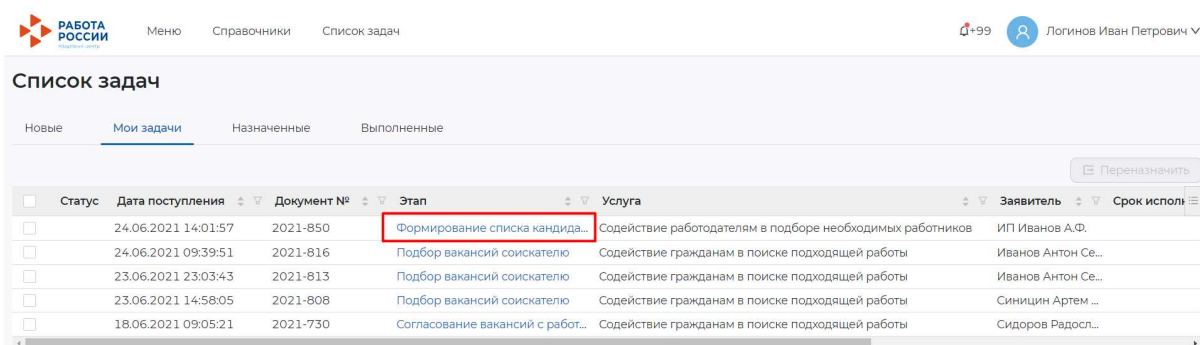 РАБОТА
РОССИИ
Меню Справочники Список задач +99 Логинов Иван Петрович
Список задач
Новые Мои задачи Назначенные Выполненные
Переназначить
Статус Дата поступления Документ № Этап Услуга Заявитель Срок исполн
24.06.2021 14:01:57 2021-850 Формирование списка кандида... Содействие работодателям в подборе необходимых работников ИП Иванов А.Ф.
24.06.2021 09:39:51 2021-816 Подбор вакансий соискателю Содействие гражданам в поиске подходящей работы Иванов Антон Се...
23.06.2021 23:03:43 2021-813 Подбор вакансий соискателю Содействие гражданам в поиске подходящей работы Иванов Антон Се...
23.06.2021 14:58:05 2021-808 Подбор вакансий соискателю Содействие гражданам в поиске подходящей работы Синицин Артем ...
18.06.2021 09:05:21 2021-730 Согласование вакансий с работ... Содействие гражданам в поиске подходящей работы Сидоров Радосл...